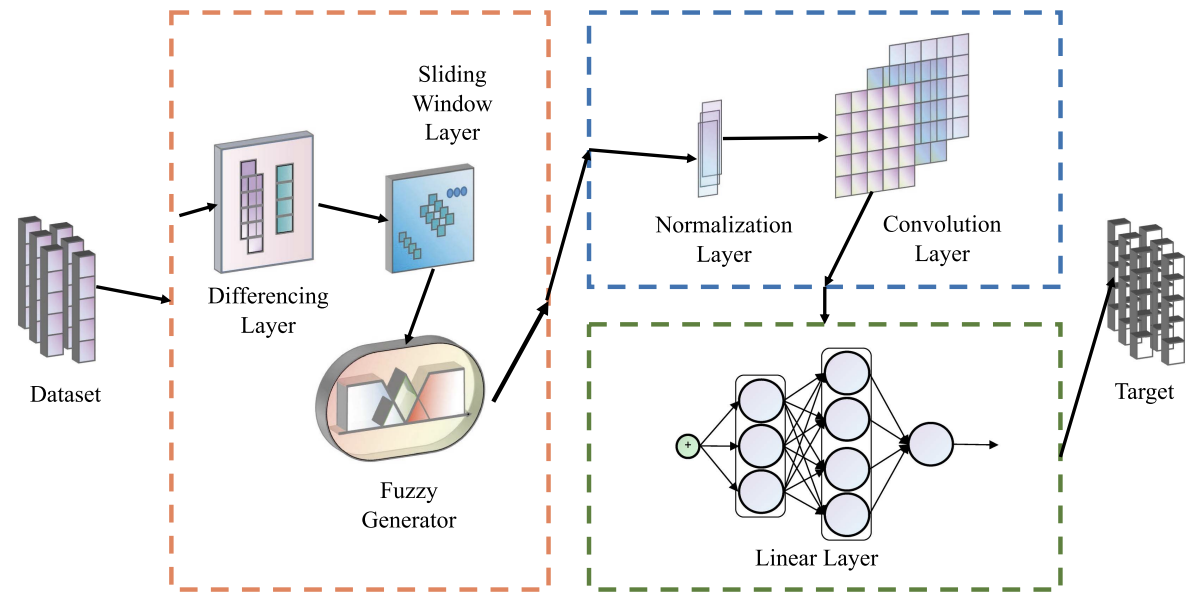 Dataset
Differencing
Layer
Sliding
Window
Layer
Fuzzy
Generator
Normalization
Layer
Convolution
Layer
+
Linear Layer
Target